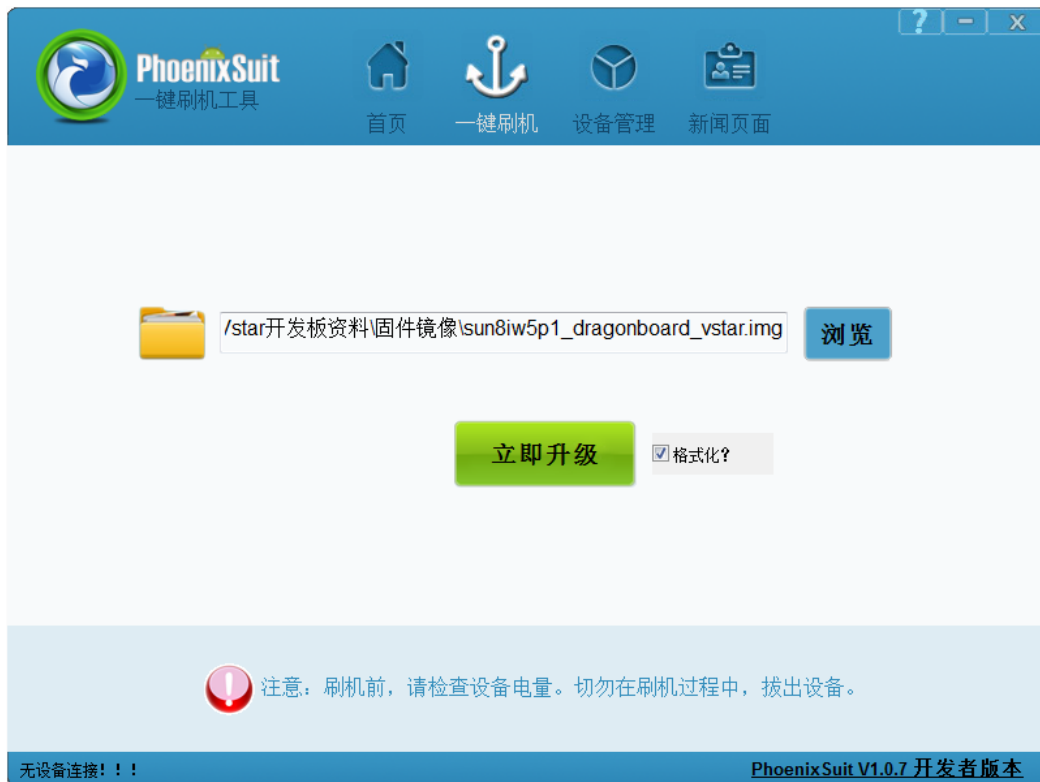 ? - X
PhoenixSuit
一键刷机工具
首页 一键刷机 设备管理 新闻页面
/star开发板资料\固件镜像\sun8iw5p1_dragonboard_vstar.img
浏览
立即升级
格式化?
注意：刷机前，请检查设备电量。切勿在刷机过程中，拔出设备。
无设备连接！！！ PhoenixSuit V1.0.7 开发者版本